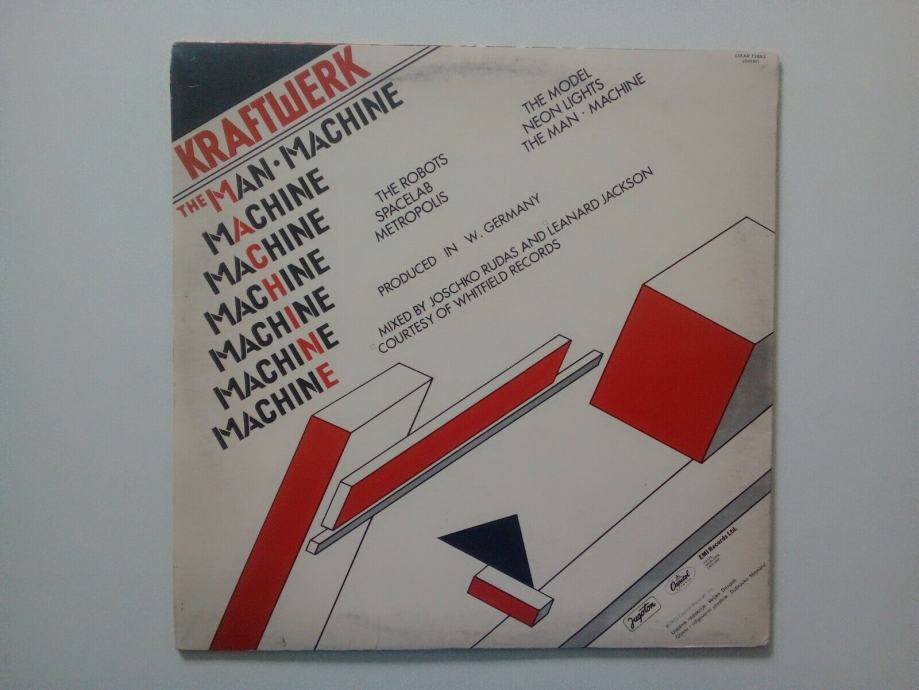 KRAFTWERK
THE MAN·MACHINE
MACHINE
MACHINE
MACHINE
MACHINE
MACHINE
MACHINE
THE ROBOTS
SPACELAB
METROPOLIS
THE MODEL
NEON LIGHTS
THE MAN·MACHINE
PRODUCED IN W. GERMANY
MIXED BY JOSCHKO RUDAS AND LEANARD JACKSON
COURTESY OF WHITFIELD RECORDS
stereo
EMI Records Ltd.
Capitol
Jugoton